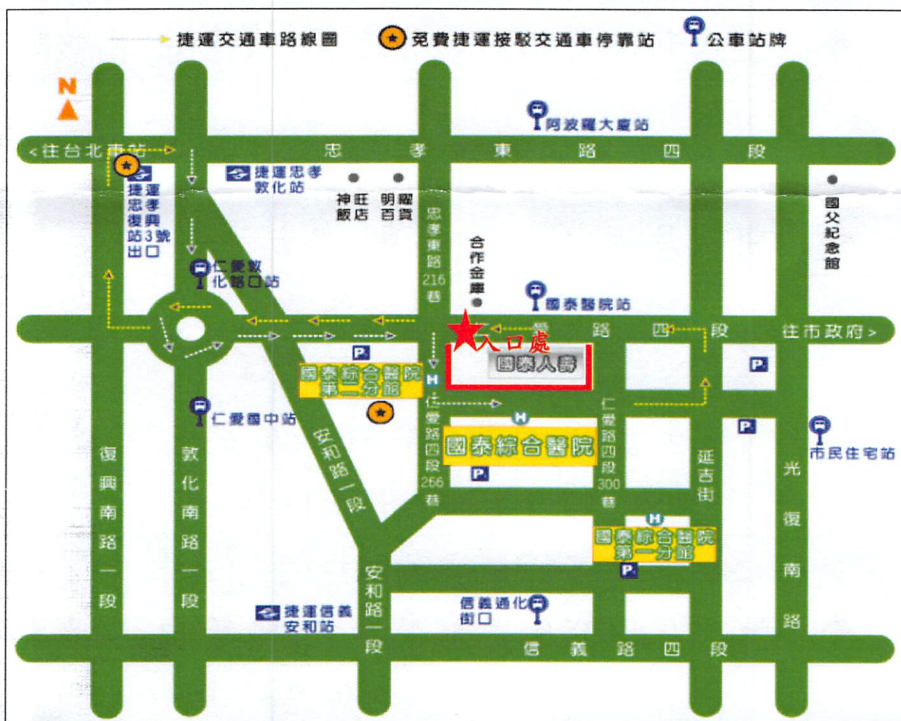 捷運交通車路線圖
免費捷運接駁交通車停靠站
公車站牌
N
阿波羅大廈站
<往台北車站
忠孝東路四段
捷運
忠孝
復興
站3號
出口
捷運忠孝
敦化站
神旺
飯店
明曜
百貨
忠孝東路216巷
合作金庫
國父紀念館
仁愛敦
化路口站
國泰醫院站
愛路四段
往市政府>
入口處
國泰人壽
P
國泰綜合醫院
第二分館
H
P
仁愛國中站
安和路一段
仁愛路四段266巷
H
國泰綜合醫院
P
仁愛路四段300巷
延吉街
P
市民住宅站
復興南路一段
敦化南路一段
光復南路
H
國泰綜合醫院
第一分館
P
安和路一段
捷運信義
安和站
信義通化
街口
信義路四段